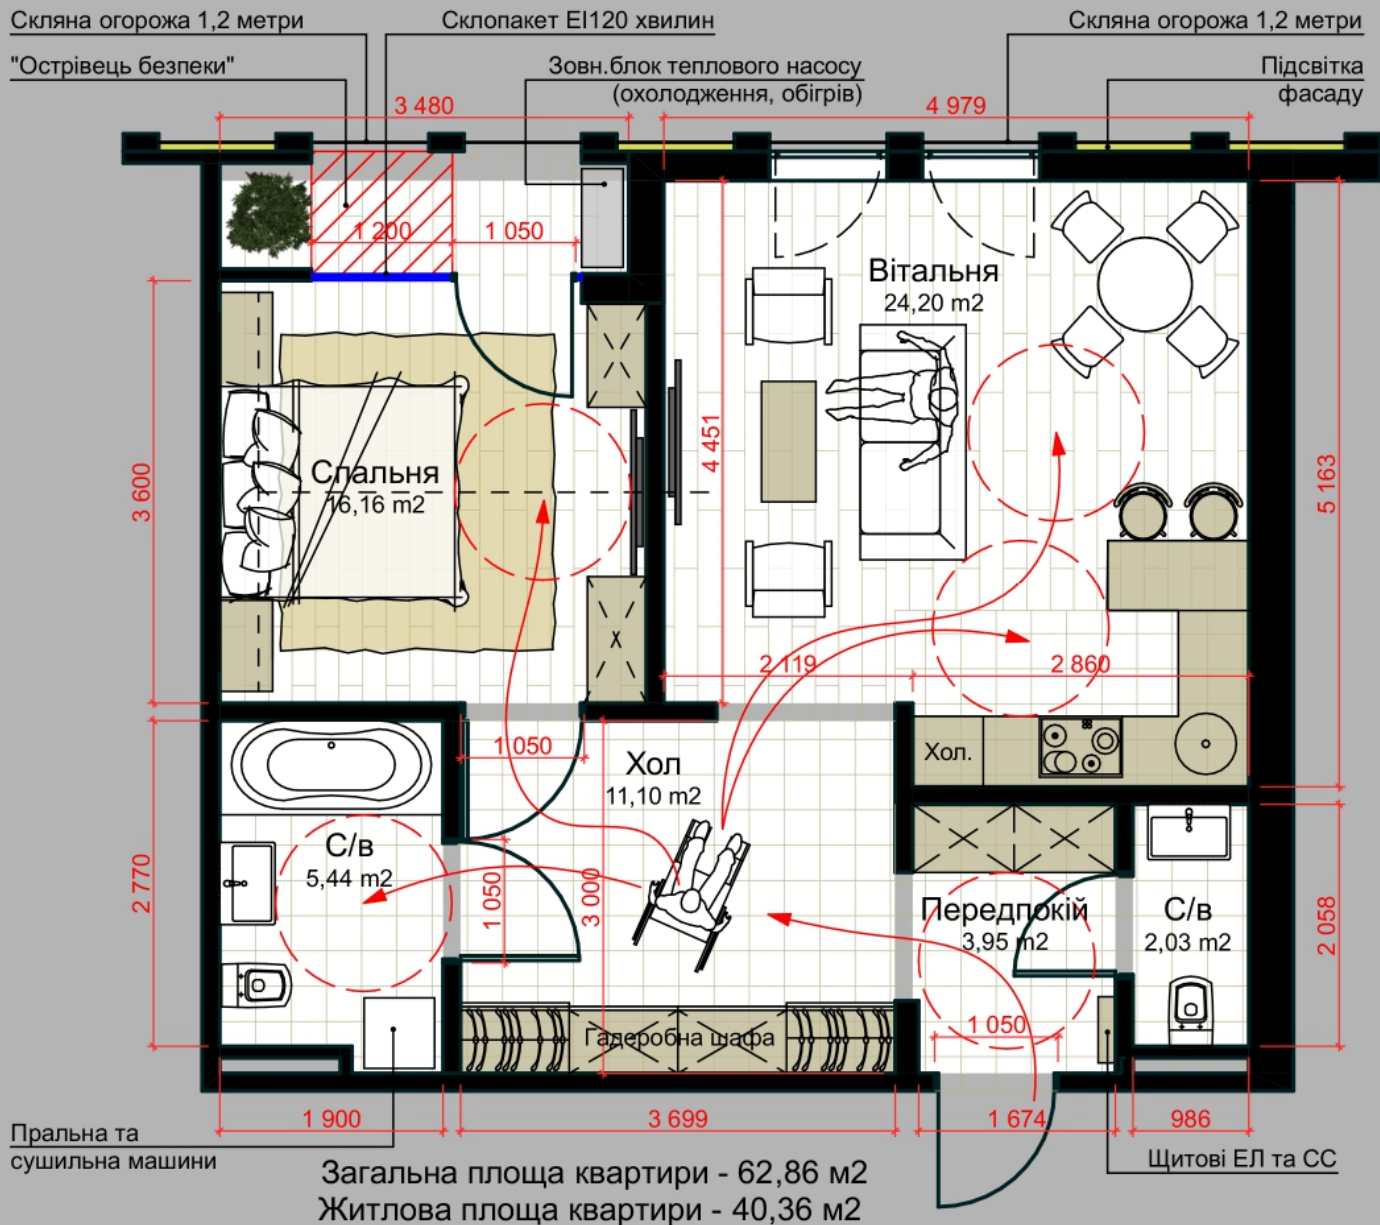 Скляна огорожа 1,2 метри
Склопакет EI120 хвилин
Скляна огорожа 1,2 метри
"Острівець безпеки"
Зовн.блок теплового насосу
(охолодження, обігрів)
Підсвітка
фасаду
3 480
4 979
1 200
1 050
Вітальня
24,20 m2
4 451
3 600
Спальня
16,16 m2
5 163
2 119
2 860
1 050
Хол
11,10 m2
Хол.
С/в
5,44 m2
2 770
1 050
3 000
Передпокій
3,95 m2
С/в
2,03 m2
2 058
1 050
Гадеробна шафа
1 900
3 699
1 674
986
Пральна та
сушильна машини
Щитові ЕЛ та СС
Загальна площа квартири - 62,86 м2
Житлова площа квартири - 40,36 м2